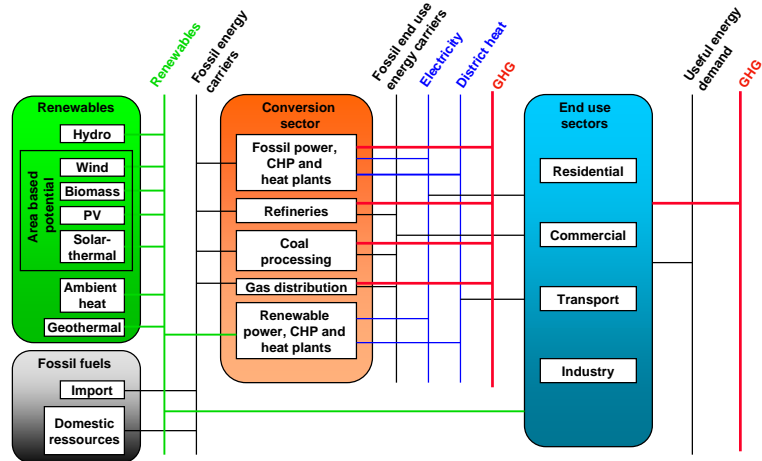 Renewables
Fossil energy
carriers
Fossil end use
energy carriers
Electricity
District heat
GHG
Useful energy
demand
GHG
Renewables
Hydro
Area based
potential
Wind
Biomass
PV
Solar-
thermal
Ambient
heat
Geothermal
Fossil fuels
Import
Domestic
ressources
Conversion
sector
Fossil power,
CHP and
heat plants
Refineries
Coal
processing
Gas distribution
Renewable
power, CHP and
heat plants
End use
sectors
Residential
Commercial
Transport
Industry